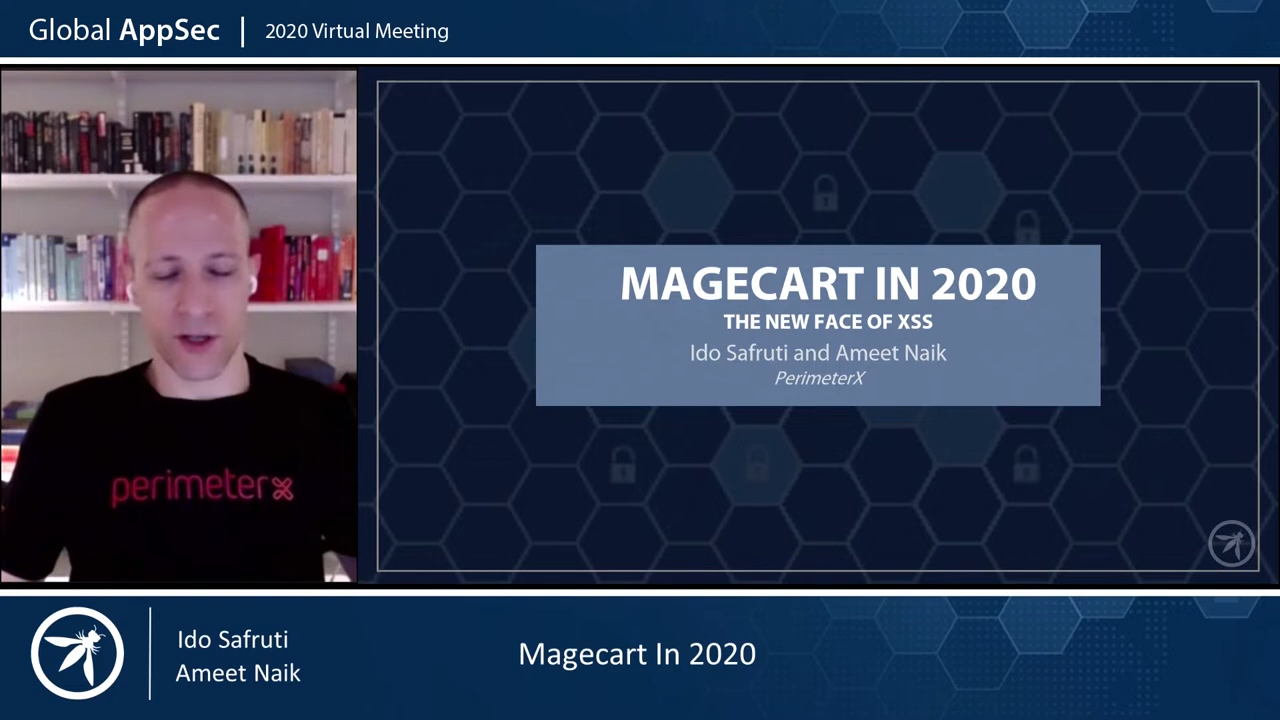 Global AppSec | 2020 Virtual Meeting
MAGECART IN 2020
THE NEW FACE OF XSS
Ido Safruti and Ameet Naik
PerimeterX
perimeterx
Ido Safruti
Ameet Naik
Magecart In 2020